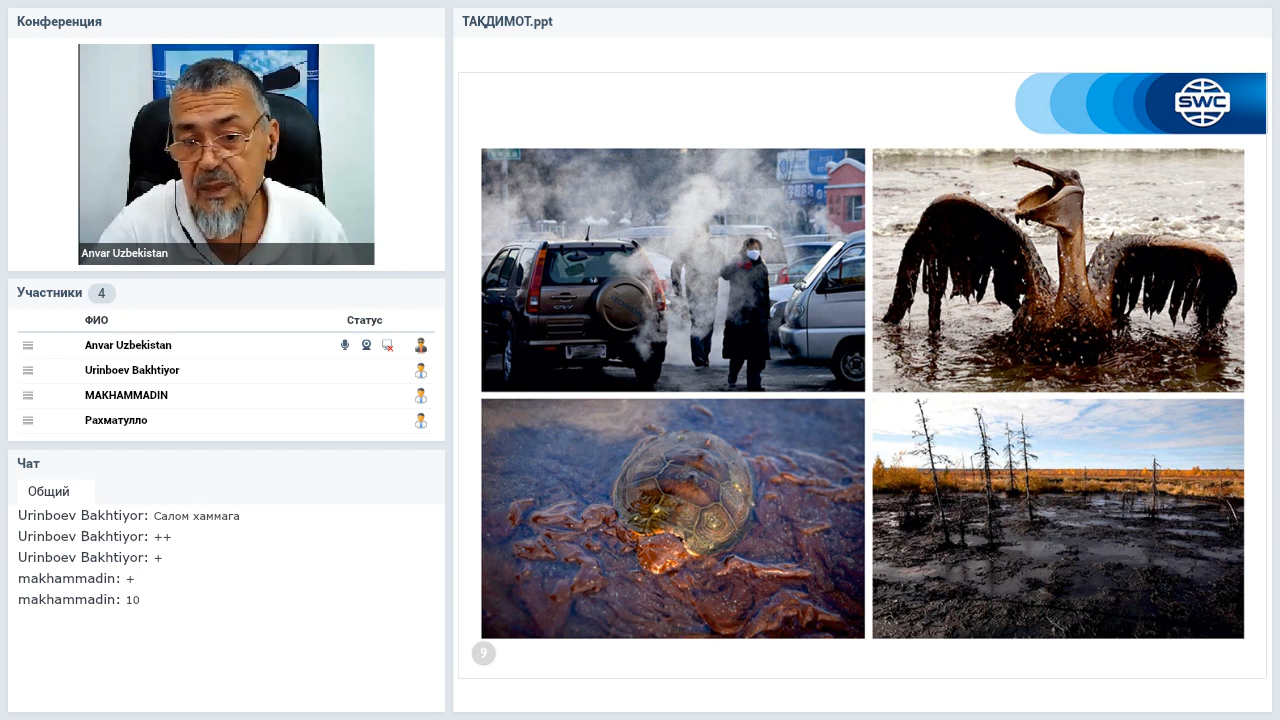 Конференция
Anvar Uzbekistan
Участники 4
ФИО Статус
Anvar Uzbekistan
Urinboev Bakhtiyor
MAKHAMMADIN
Рахматулло
Чат
Общий
Urinboev Bakhtiyor: Салом хаммага
Urinboev Bakhtiyor: ++
Urinboev Bakhtiyor: +
makhammadin: +
makhammadin: 10
ТАҚДИМОТ.ppt
SWC
9